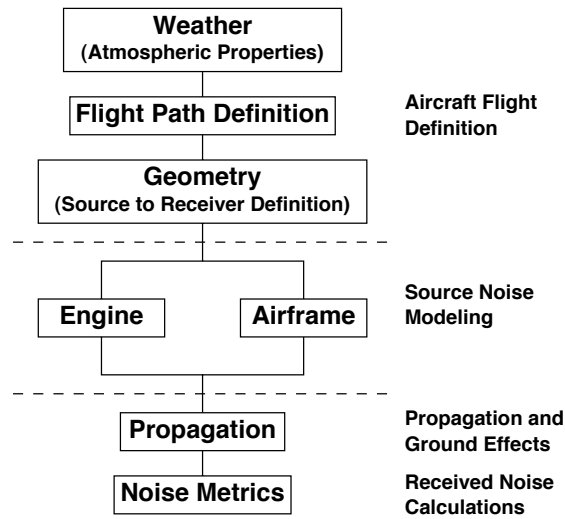 Weather
(Atmospheric Properties)
Flight Path Definition
Aircraft Flight
Definition
Geometry
(Source to Receiver Definition)
Engine
Airframe
Source Noise
Modeling
Propagation
Propagation and
Ground Effects
Noise Metrics
Received Noise
Calculations